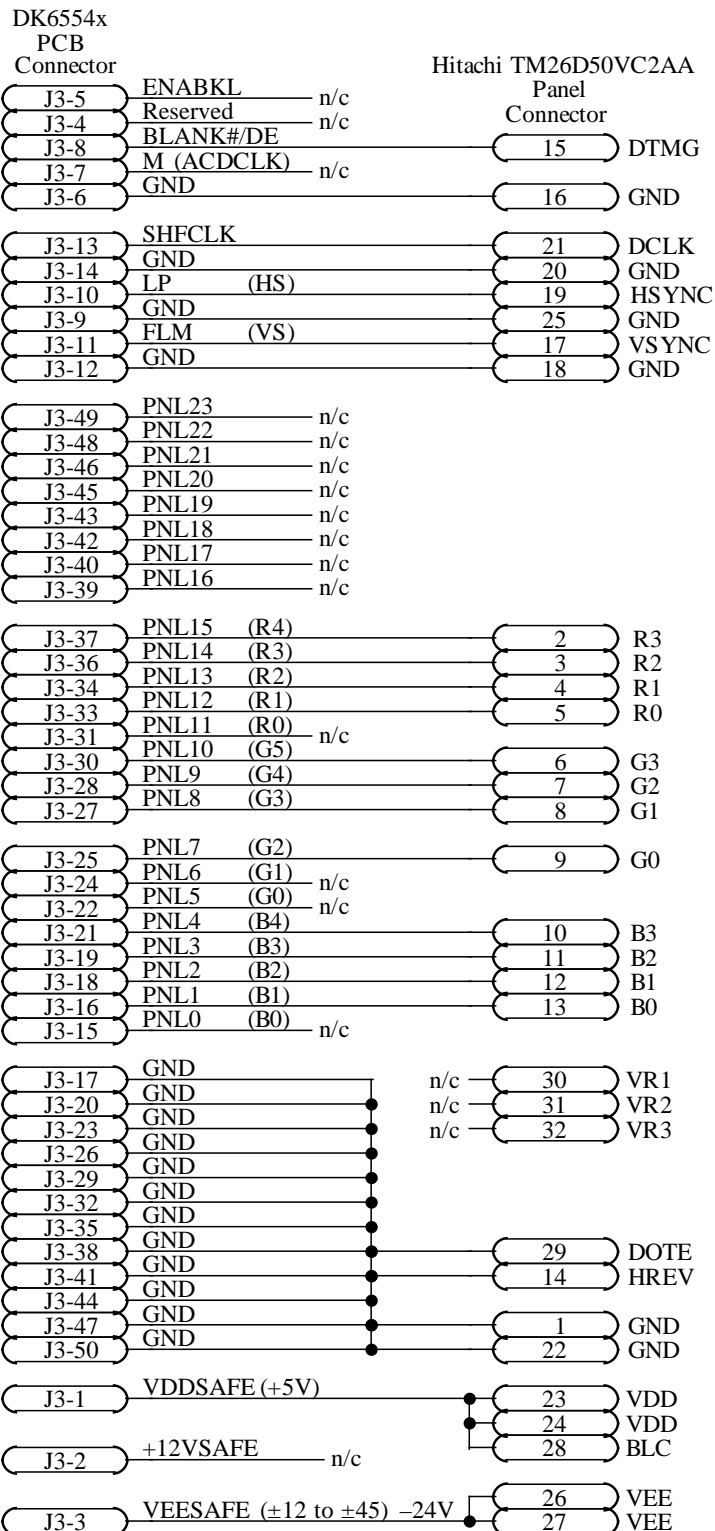 DK6554x
PCB
Connector
Hitachi TM26D50VC2AA
Panel
Connector
J3-5 ENABKL n/c
J3-4 Reserved n/c
J3-8 BLANK#/DE 15 DTMG
J3-7 M (ACDCLK) n/c
J3-6 GND 16 GND
J3-13 SHFCLK 21 DCLK
J3-14 GND 20 GND
J3-10 LP (HS) 19 HSYNC
J3-9 GND 25 GND
J3-11 FLM (VS) 17 VSYNC
J3-12 GND 18 GND
J3-49 PNL23 n/c
J3-48 PNL22 n/c
J3-46 PNL21 n/c
J3-45 PNL20 n/c
J3-43 PNL19 n/c
J3-42 PNL18 n/c
J3-40 PNL17 n/c
J3-39 PNL16 n/c
J3-37 PNL15 (R4) 2 R3
J3-36 PNL14 (R3) 3 R2
J3-34 PNL13 (R2) 4 R1
J3-33 PNL12 (R1) 5 R0
J3-31 PNL11 (R0) n/c
J3-30 PNL10 (G5) 6 G3
J3-28 PNL9 (G4) 7 G2
J3-27 PNL8 (G3) 8 G1
J3-25 PNL7 (G2) 9 G0
J3-24 PNL6 (G1) n/c
J3-22 PNL5 (G0) n/c
J3-21 PNL4 (B4) 10 B3
J3-19 PNL3 (B3) 11 B2
J3-18 PNL2 (B2) 12 B1
J3-16 PNL1 (B1) 13 B0
J3-15 PNL0 (B0) n/c
J3-17 GND n/c 30 VR1
J3-20 GND n/c 31 VR2
J3-23 GND n/c 32 VR3
J3-26 GND
J3-29 GND
J3-32 GND
J3-35 GND
J3-38 GND 29 DOTE
J3-41 GND 14 HREV
J3-44 GND
J3-47 GND 1 GND
J3-50 GND 22 GND
J3-1 VDDSAFE (+5V) 23 VDD
24 VDD
28 BLC
J3-2 +12VSAFE n/c
26 VEE
J3-3 VEESAFE (±12 to ±45) –24V 27 VEE